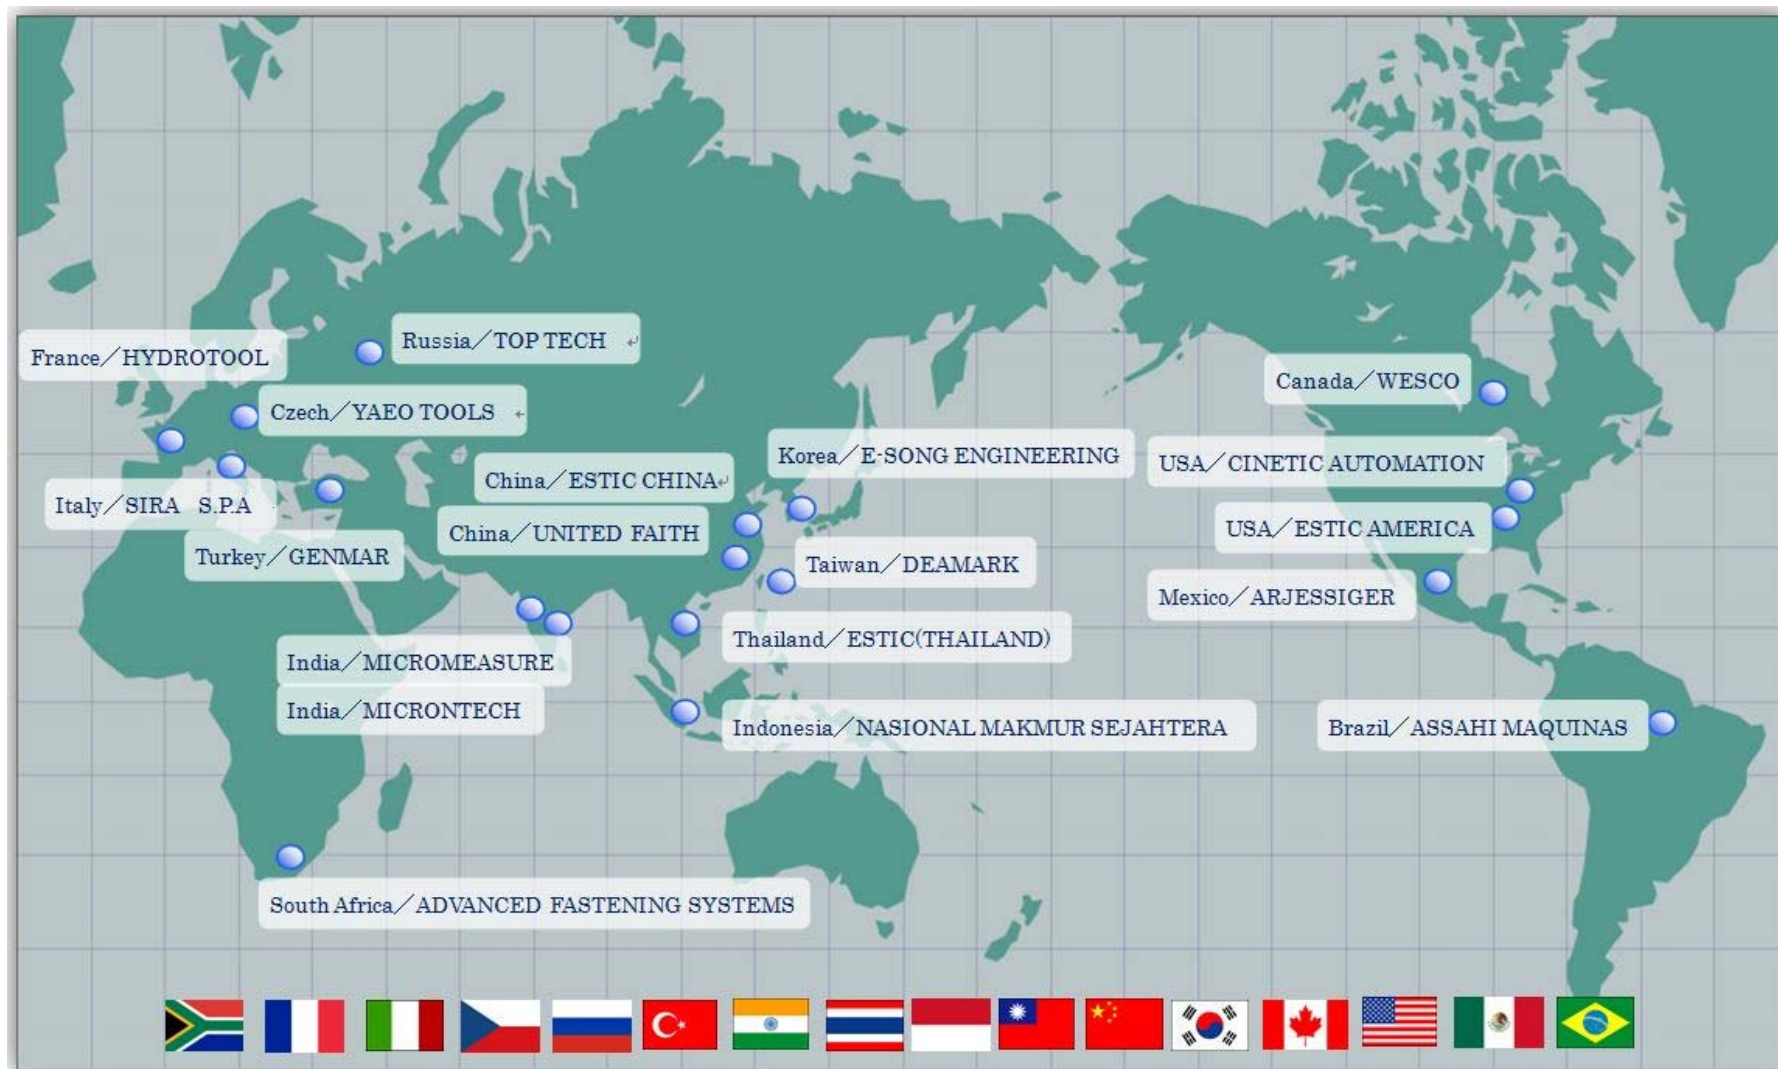 Russia／TOP TECH
France／HYDROTOOL
Canada／WESCO
Czech／YAEO TOOLS
Korea／E-SONG ENGINEERING
USA／CINETIC AUTOMATION
China／ESTIC CHINA
Italy／SIRA S.P.A
USA／ESTIC AMERICA
China／UNITED FAITH
Turkey／GENMAR
Taiwan／DEAMARK
Mexico／ARJESSIGER
Thailand／ESTIC(THAILAND)
India／MICROMEASURE
India／MICRONTECH
Indonesia／NASIONAL MAKMUR SEJAHTERA
Brazil／ASSAHI MAQUINAS
South Africa／ADVANCED FASTENING SYSTEMS